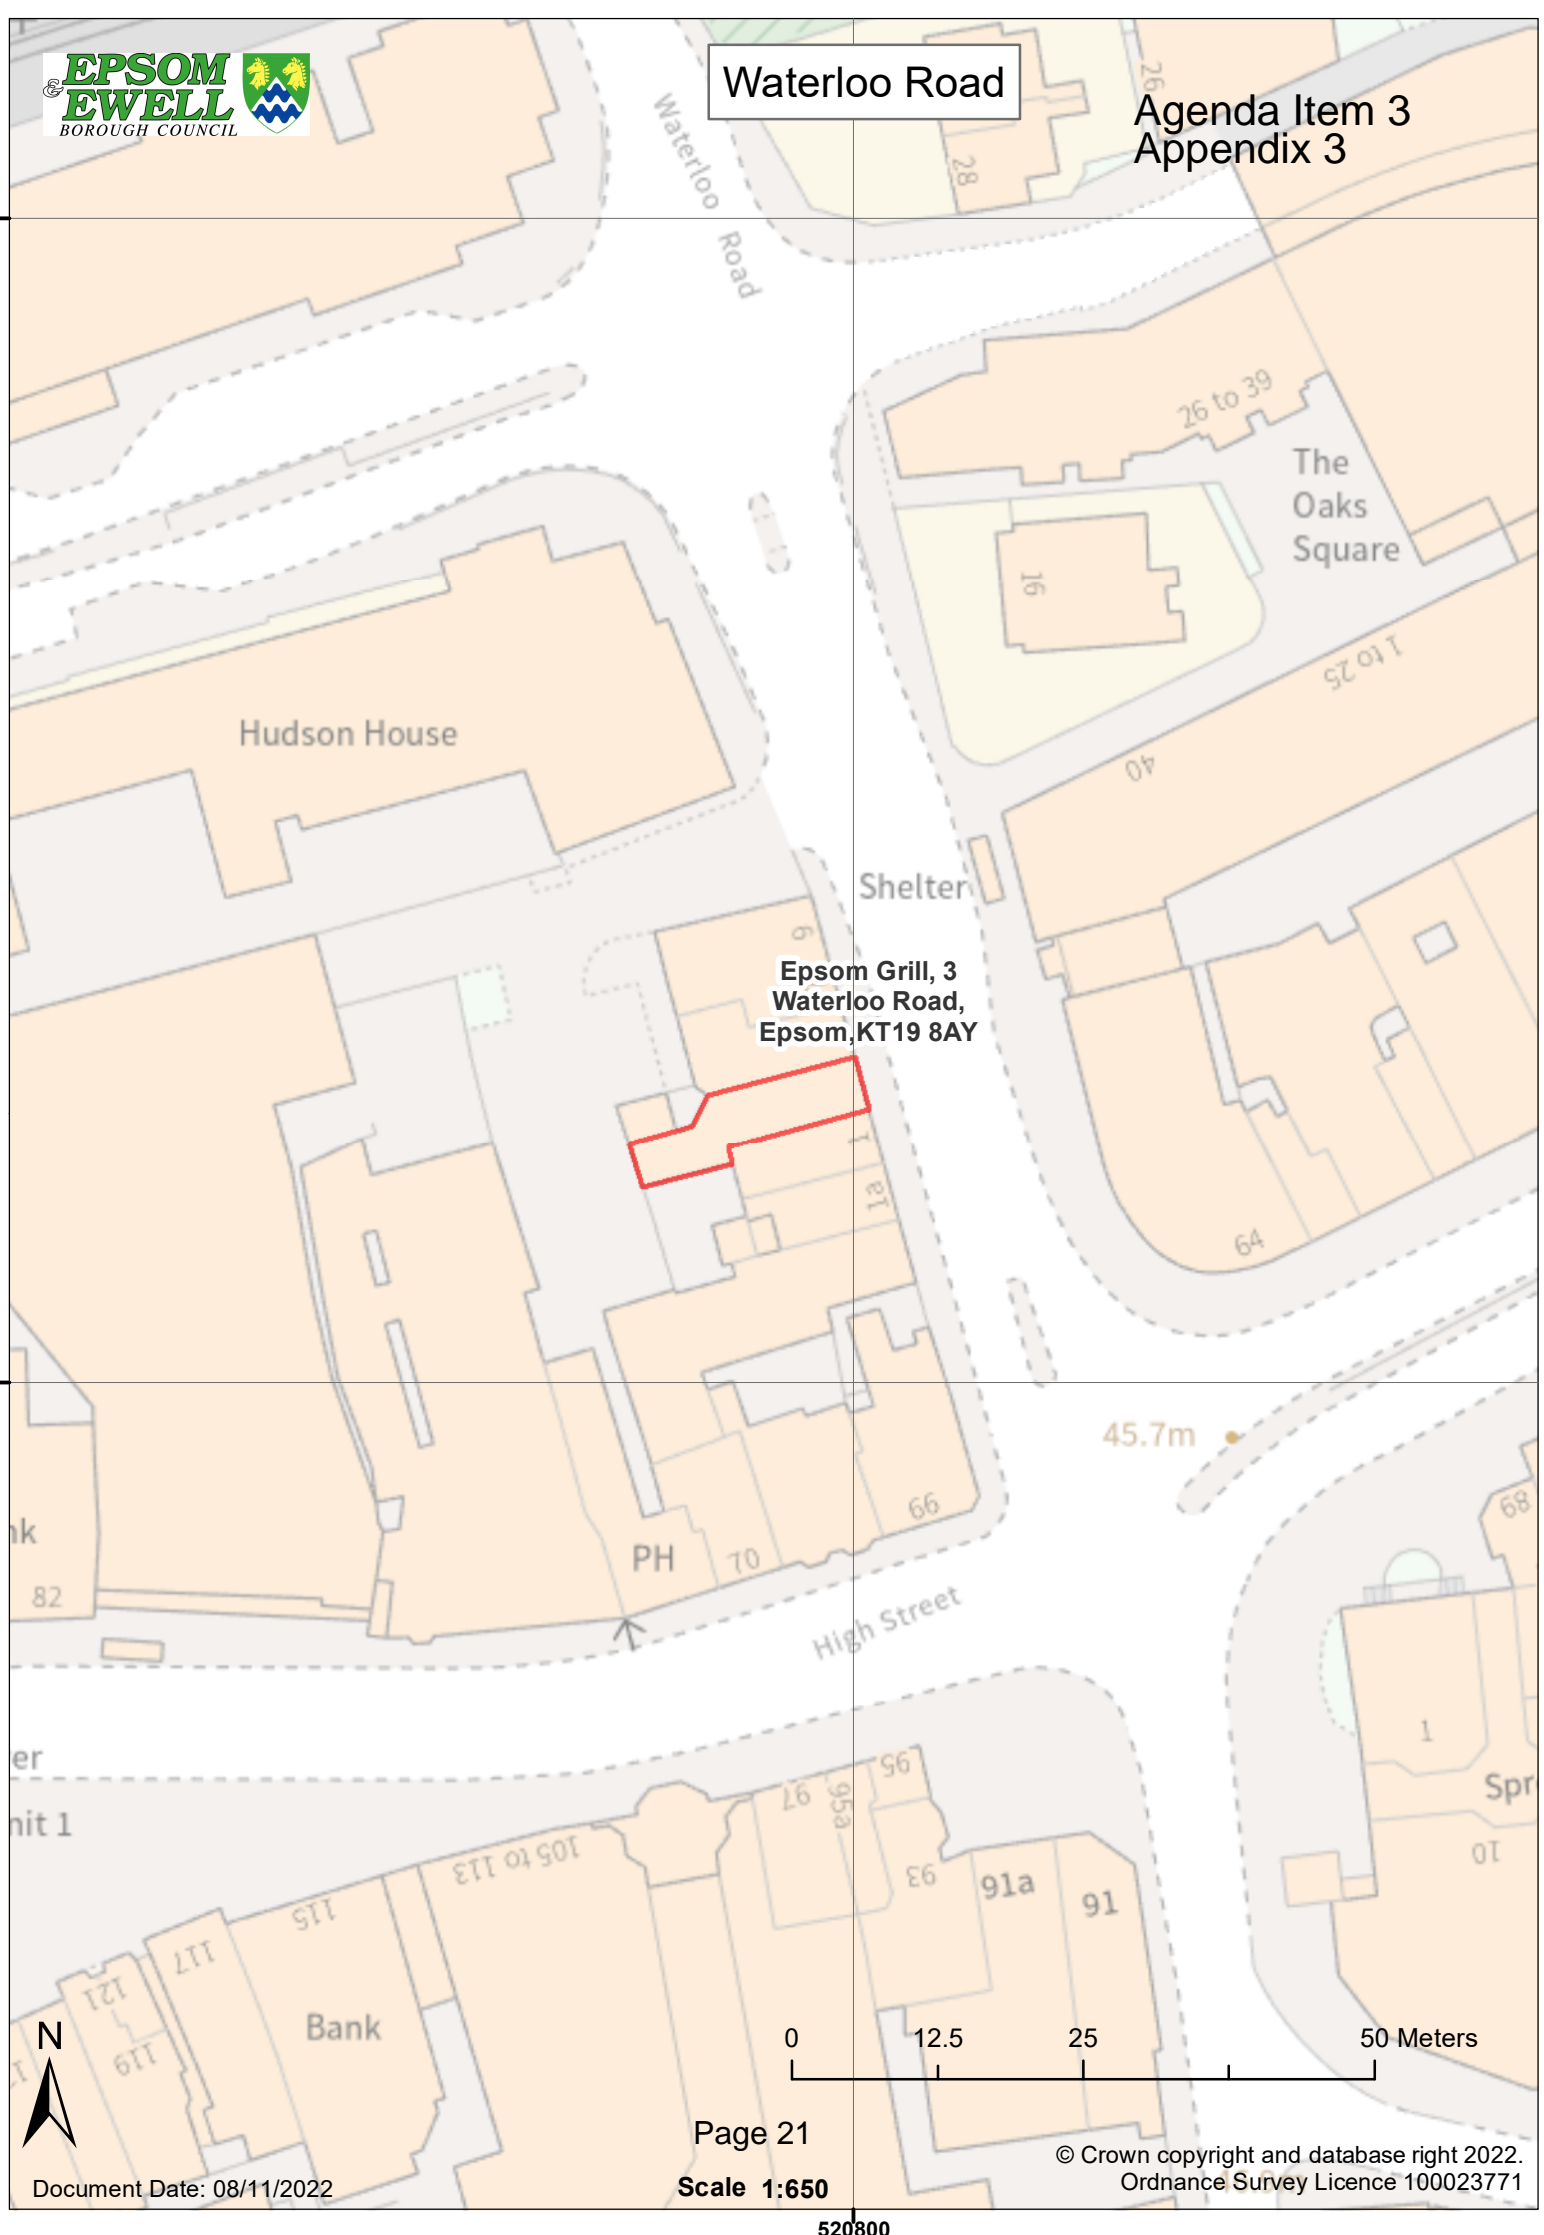 EPSOM
& EWELL
BOROUGH COUNCIL
Waterloo Road
Agenda Item 3
Appendix 3
Waterloo Road
26
28
26 to 39
The
Oaks
Square
16
1 to 25
40
Hudson House
Shelter
6
Epsom Grill, 3
Waterloo Road,
Epsom,KT19 8AY
1
1a
64
45.7m
68
nk
82
PH
70
66
High Street
er
nit 1
1
Spr
10
95
95a
97
93
91a
91
105 to 113
115
117
121
119
Bank
N
0 12.5 25 50 Meters
Page 21
Scale 1:650
Document Date: 08/11/2022
© Crown copyright and database right 2022.
Ordnance Survey Licence 100023771
520800